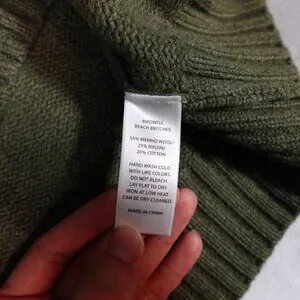 BIRDWELL
BEACH BRITCHES
55% MERINO WOOL/
25% NYLON/
20% COTTON
HAND WASH COLD
WITH LIKE COLORS
DO NOT BLEACH
LAY FLAT TO DRY
IRON AT LOW HEAT
CAN BE DRY CLEANED
MADE IN CHINA